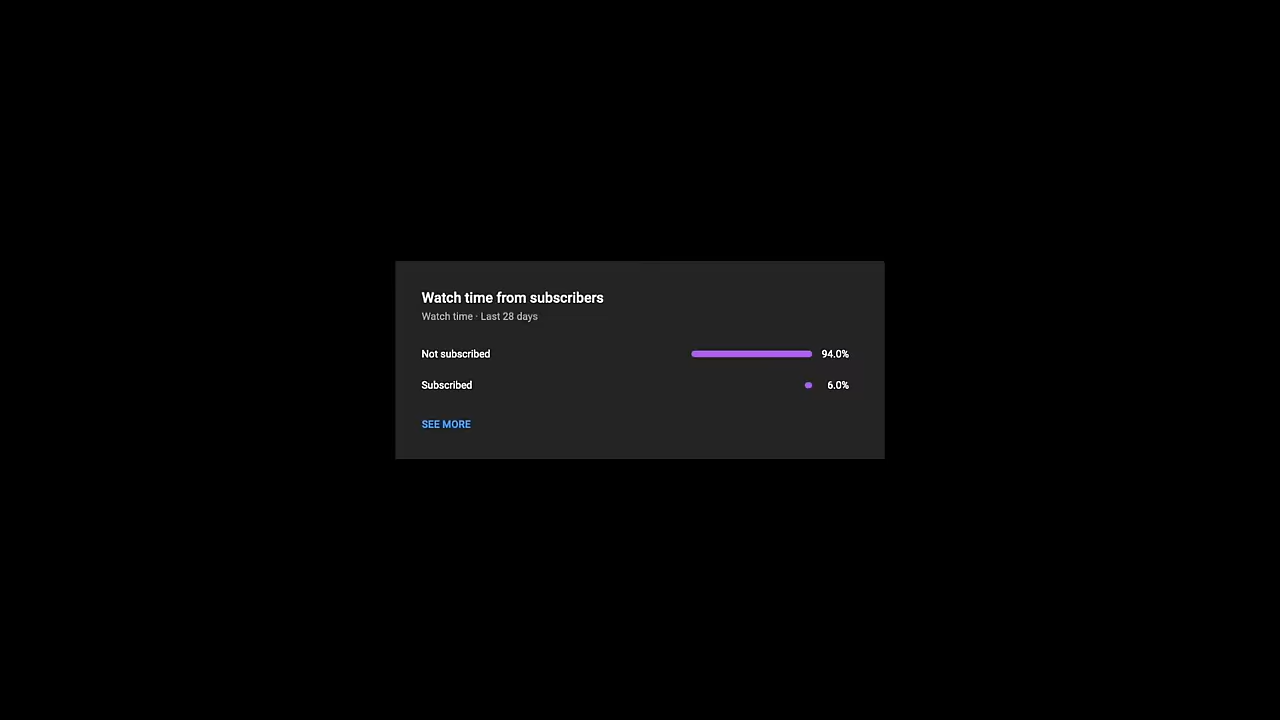 Watch time from subscribers
Watch time · Last 28 days
Not subscribed 94.0%
Subscribed 6.0%
SEE MORE